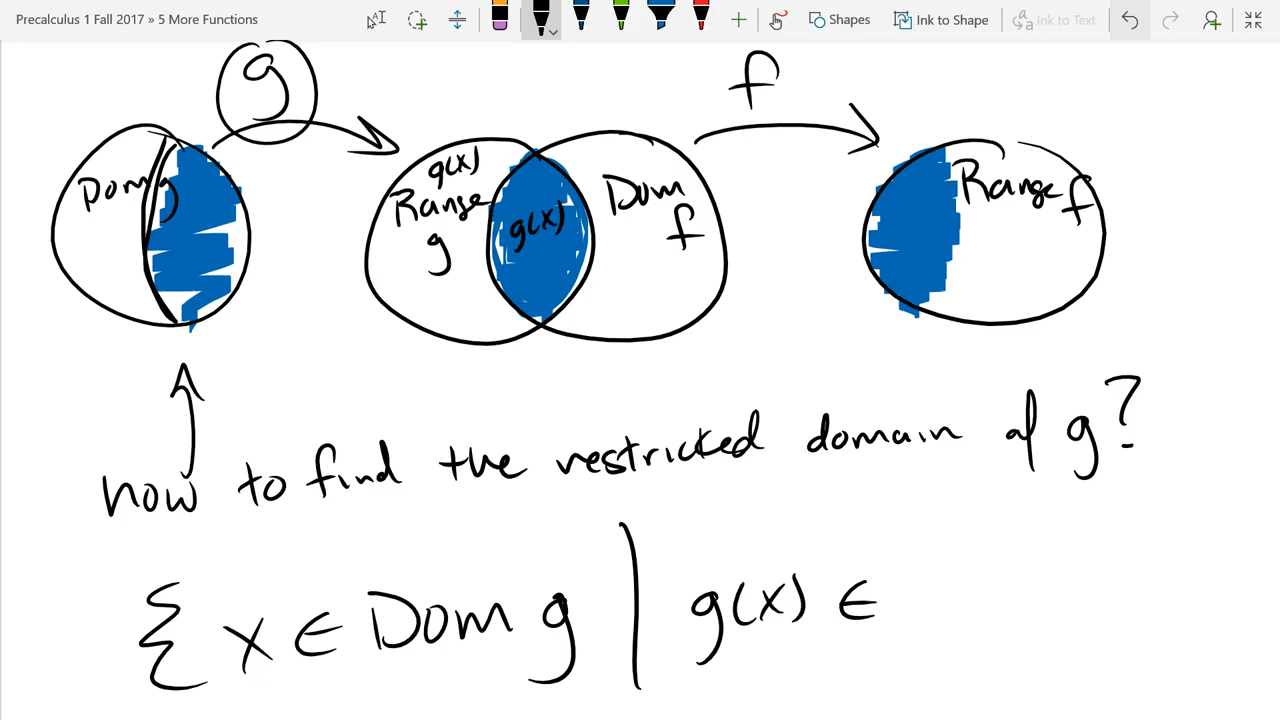 Precalculus 1 Fall 2017 » 5 More Functions
Shapes
Ink to Shape
Ink to Text
g
f
Dom g
g(x)
Range
g
g(x)
Dom
f
Range f
how to find the restricted domain of g?
{ x ∈ Dom g | g(x) ∈